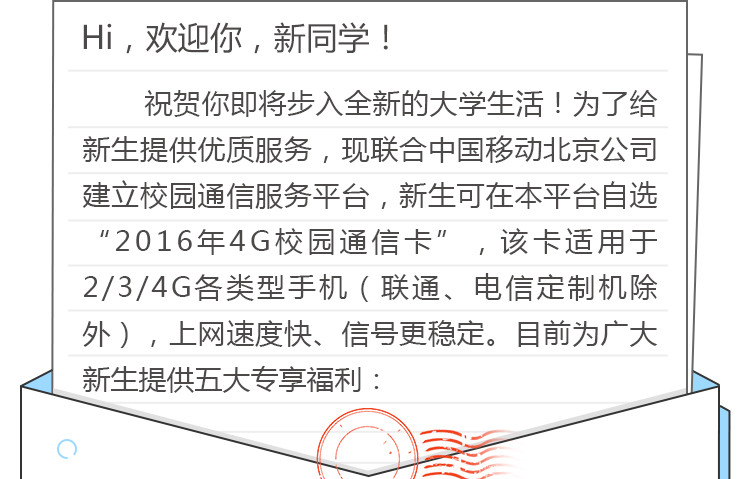 Hi，欢迎你，新同学！
祝贺你即将步入全新的大学生活！为了给
新生提供优质服务，现联合中国移动北京公司
建立校园通信服务平台，新生可在本平台自选
“2016年4G校园通信卡”，该卡适用于
2/3/4G各类型手机（联通、电信定制机除
外），上网速度快、信号更稳定。目前为广大
新生提供五大专享福利：